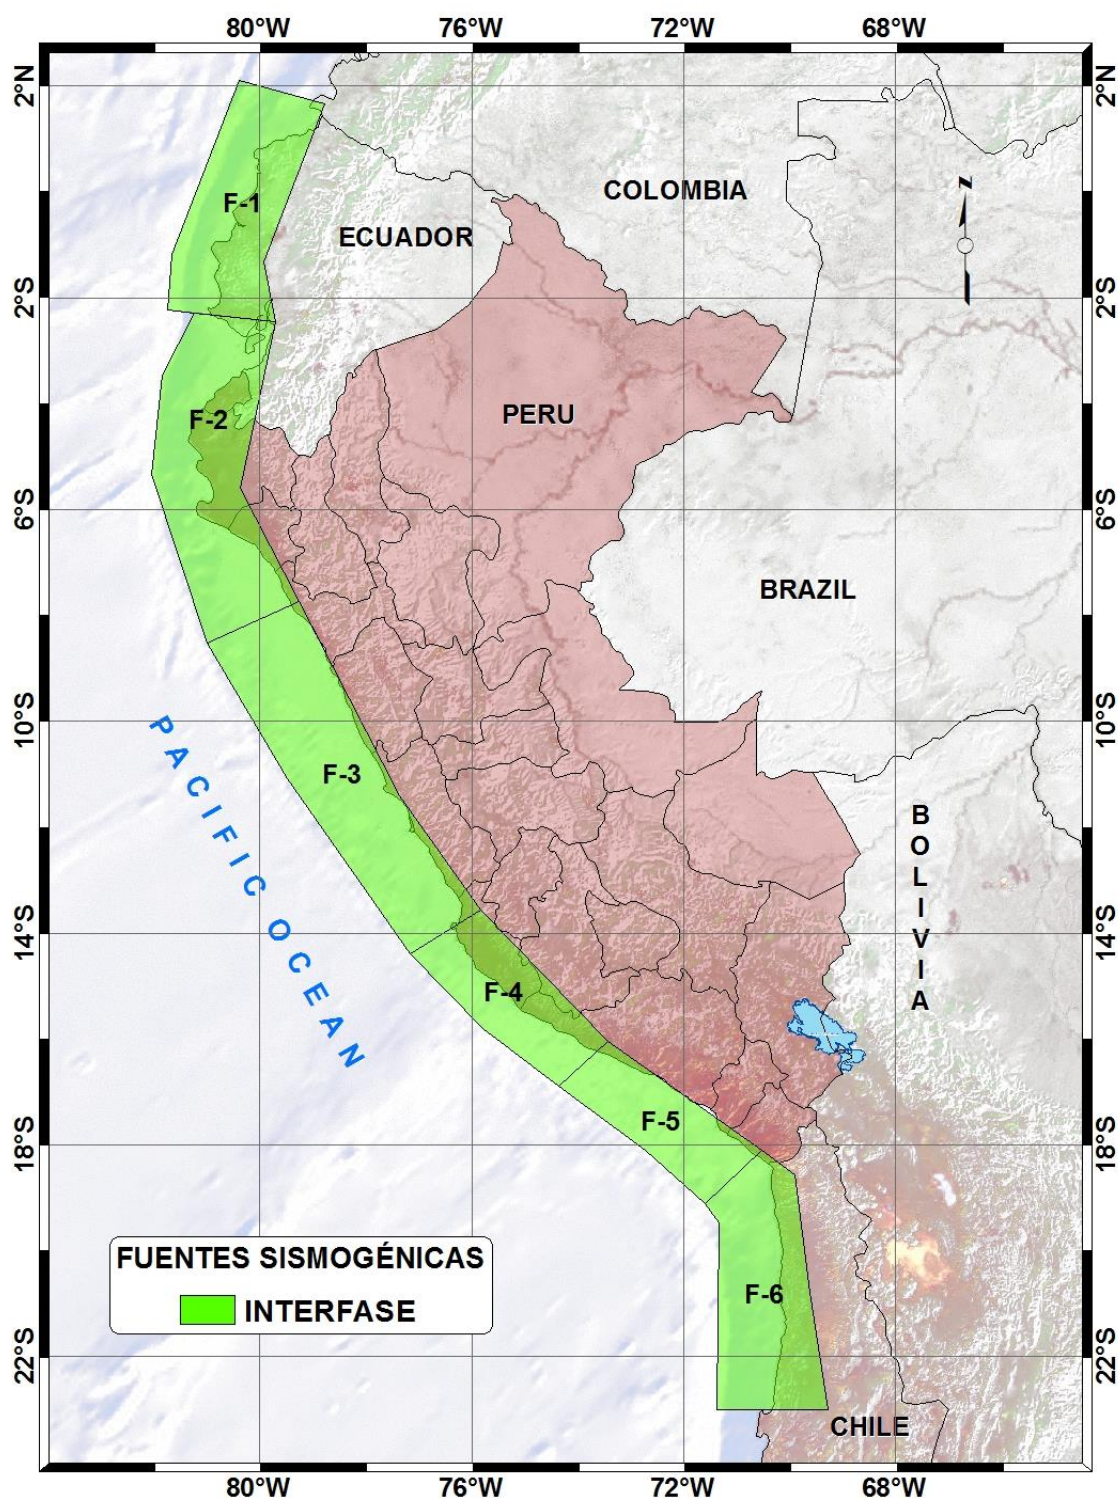 80°W 76°W 72°W 68°W
2°N 2°N
N
COLOMBIA
F-1
ECUADOR
2°S 2°S
PERU
F-2
6°S 6°S
BRAZIL
10°S 10°S
PACIFIC OCEAN
F-3
BOLIVIA
14°S 14°S
F-4
F-5
18°S 18°S
FUENTES SISMOGÉNICAS
INTERFASE
F-6
22°S 22°S
CHILE
80°W 76°W 72°W 68°W